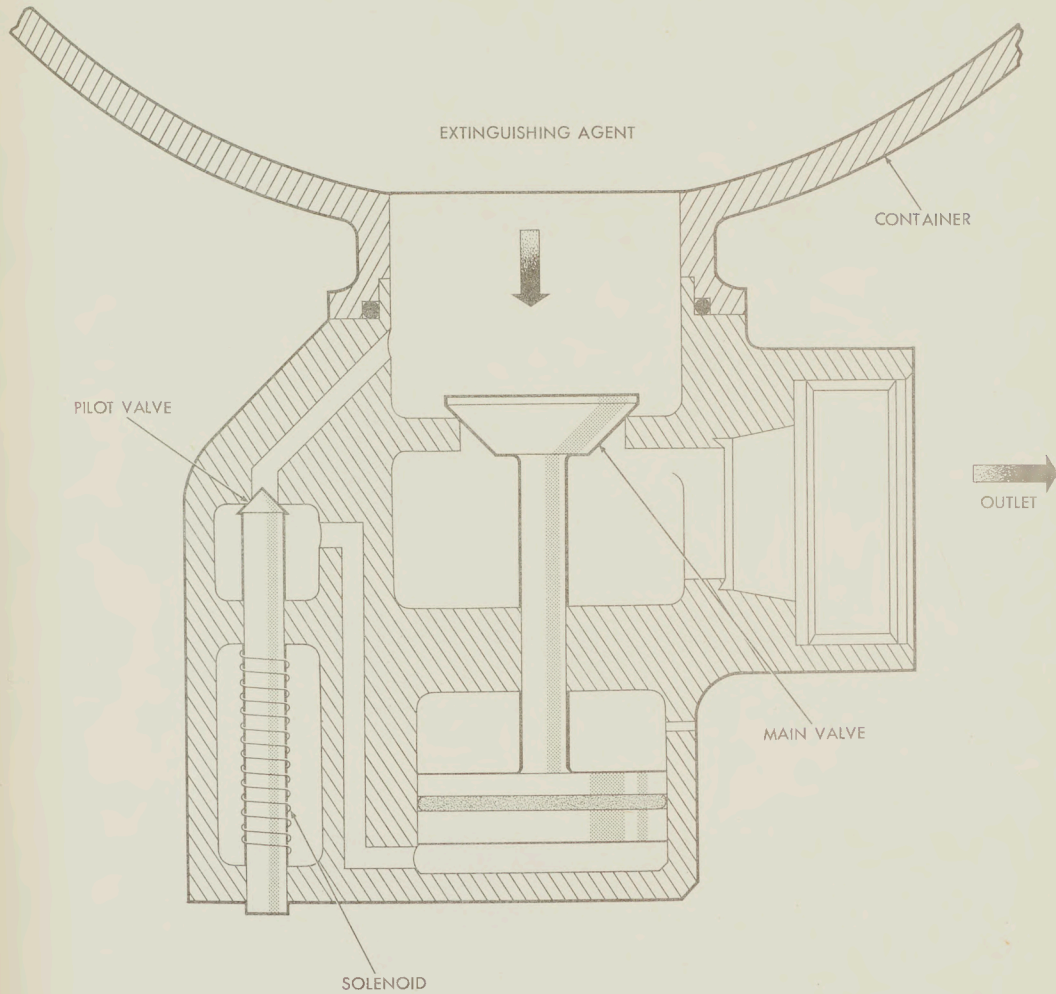 EXTINGUISHING AGENT
CONTAINER
PILOT VALVE
OUTLET
MAIN VALVE
SOLENOID